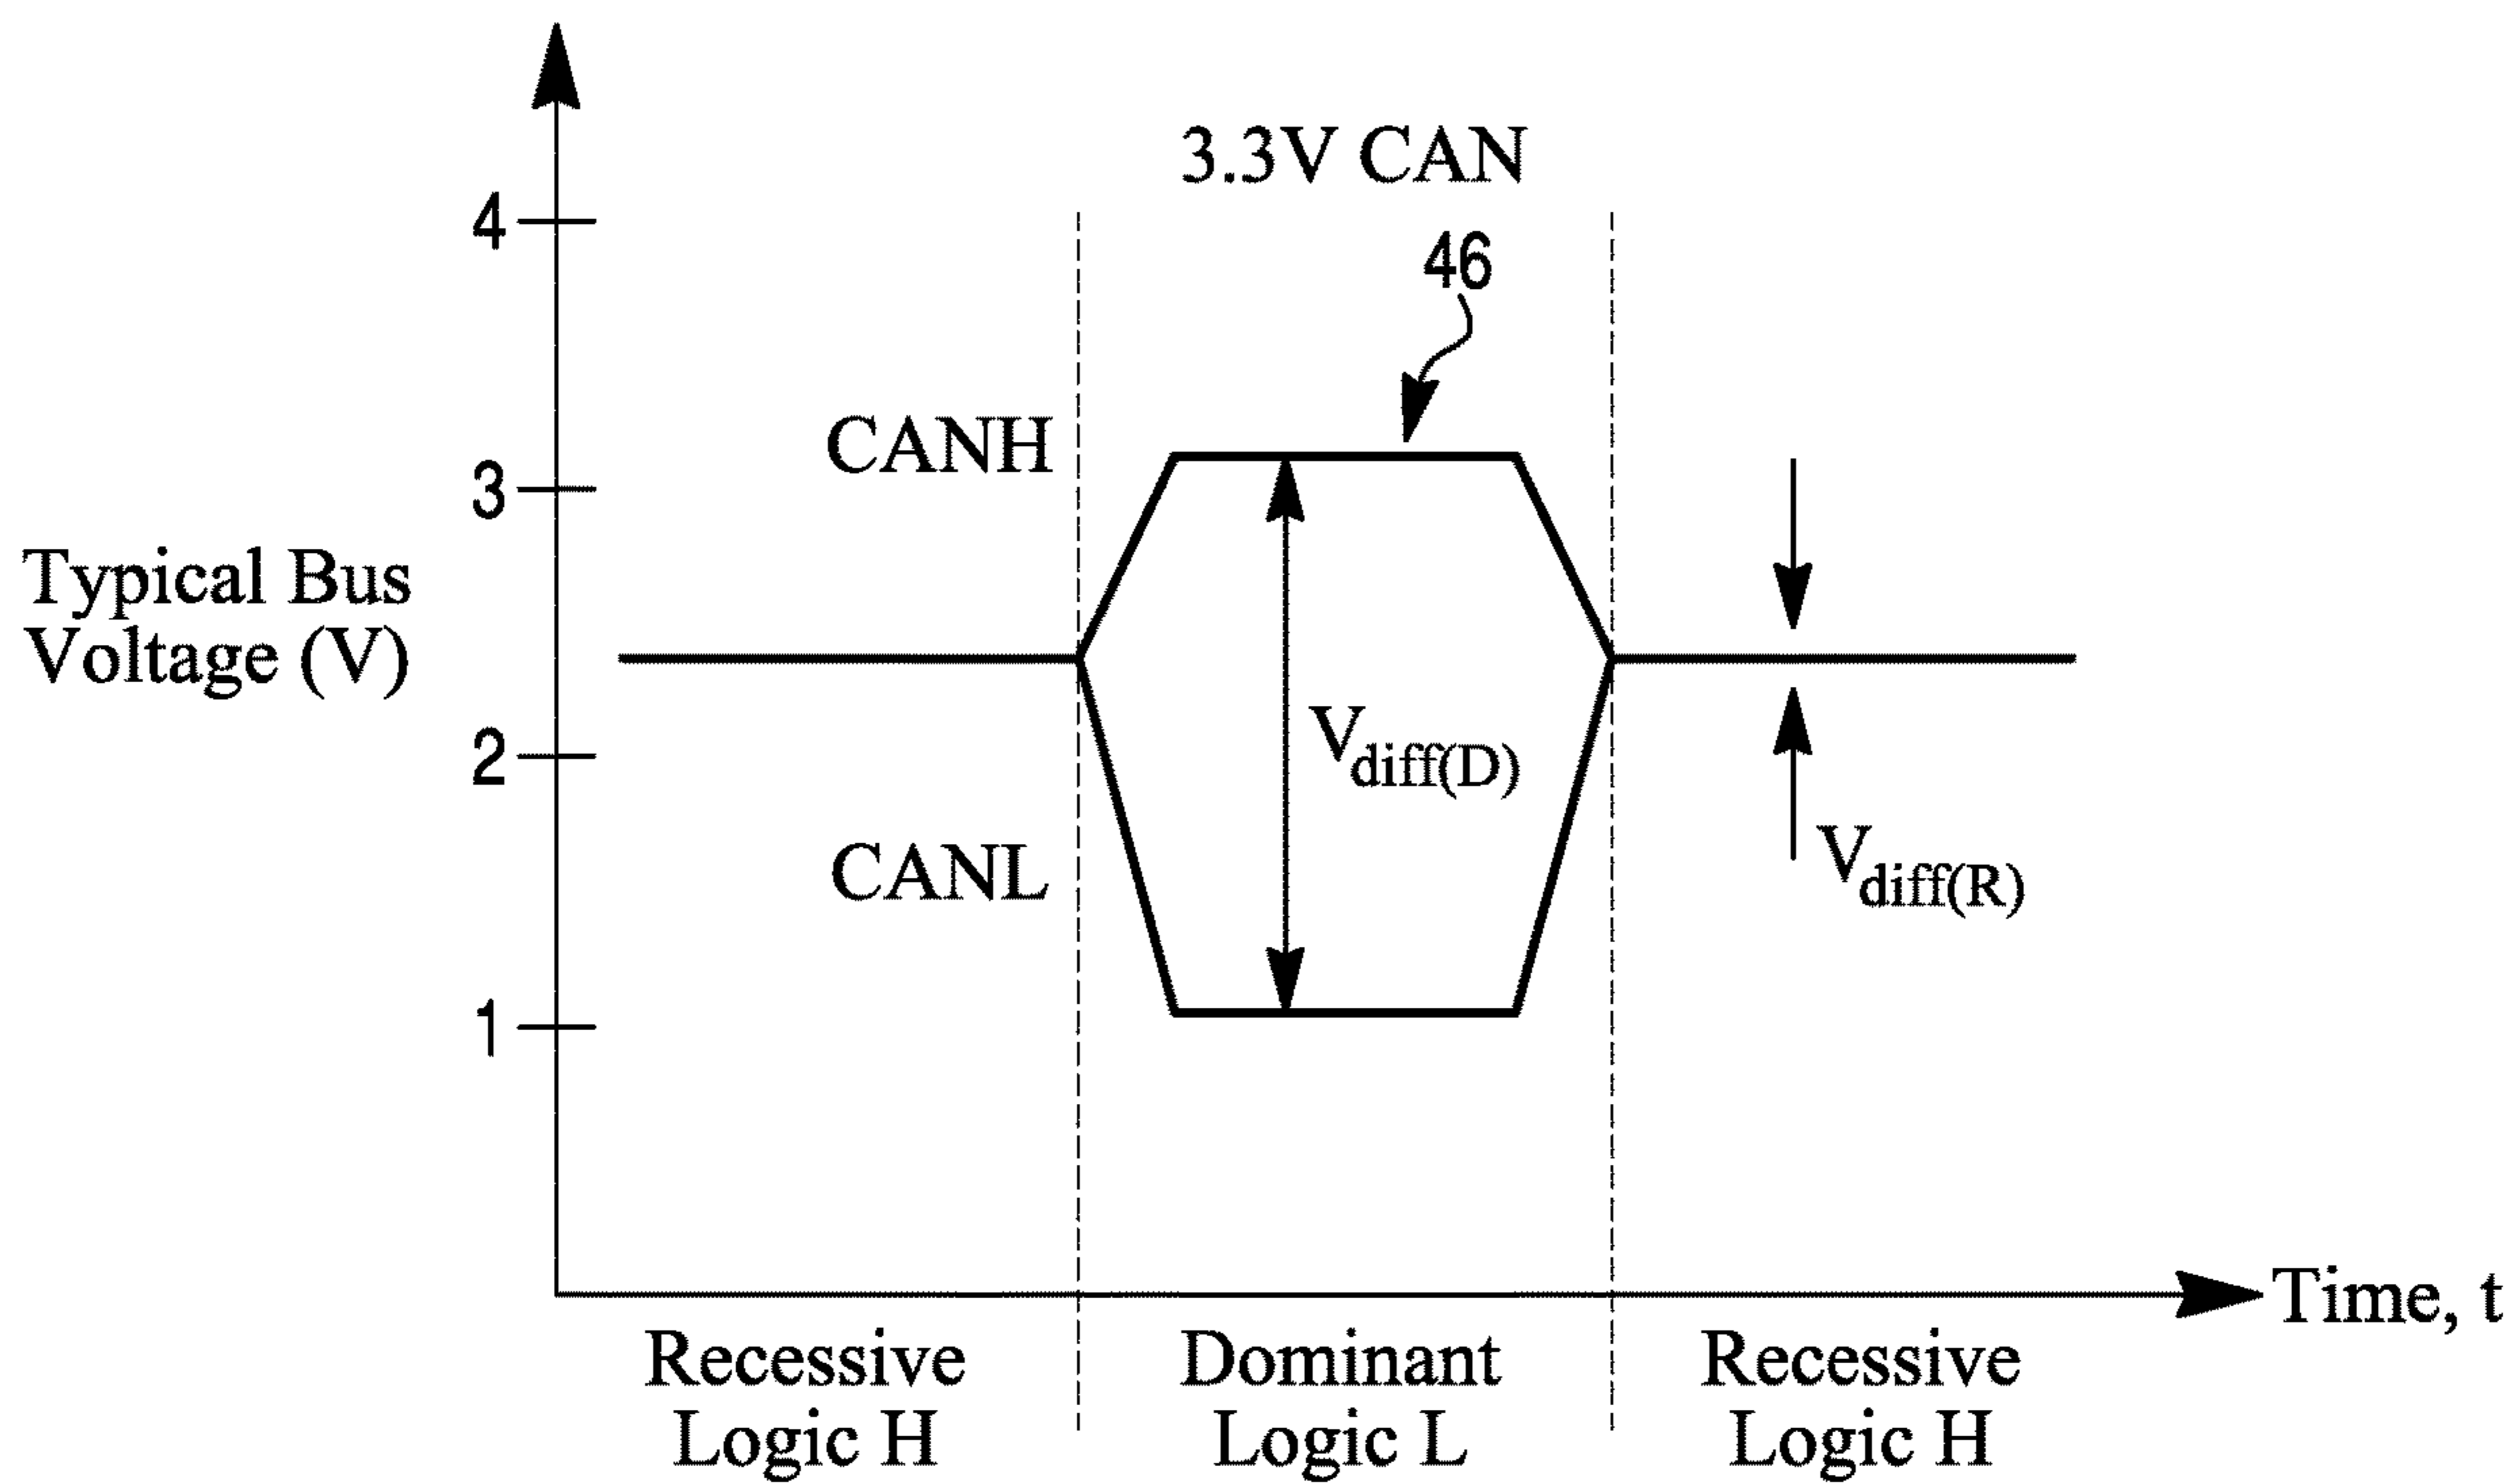 3.3V CAN
4
46
CANH
3
Typical Bus
Voltage (V)
2
Vdiff(D)
CANL
Vdiff(R)
1
Time, t
Recessive
Logic H
Dominant
Logic L
Recessive
Logic H